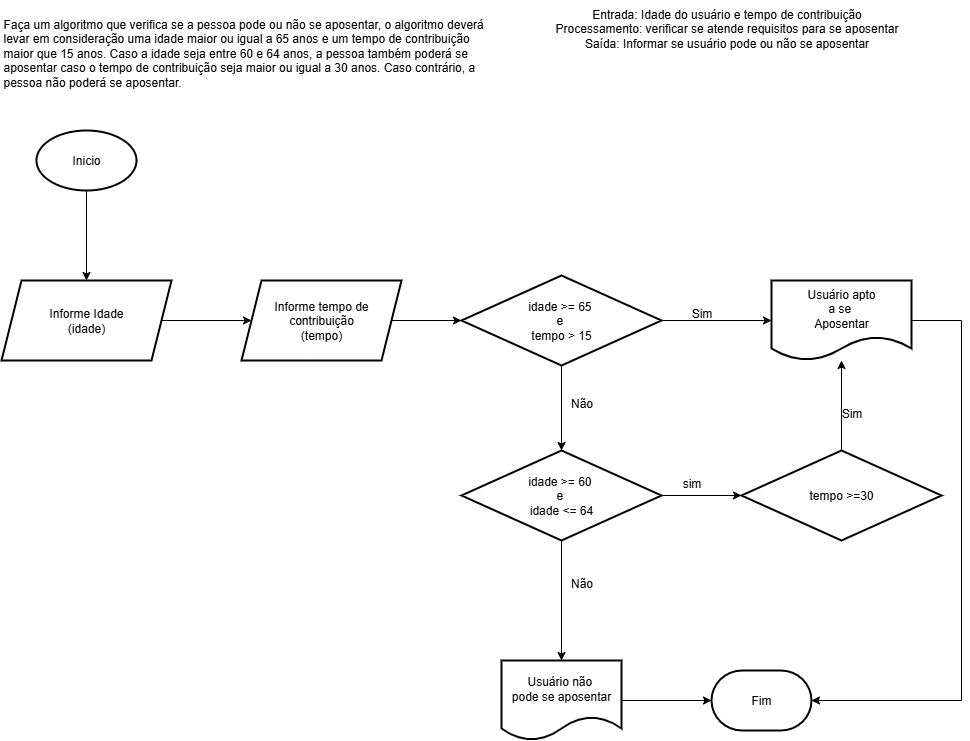 Faça um algoritmo que verifica se a pessoa pode ou não se aposentar, o algoritmo deverá
levar em consideração uma idade maior ou igual a 65 anos e um tempo de contribuição
maior que 15 anos. Caso a idade seja entre 60 e 64 anos, a pessoa também poderá se
aposentar caso o tempo de contribuição seja maior ou igual a 30 anos. Caso contrário, a
pessoa não poderá se aposentar.
Entrada: Idade do usuário e tempo de contribuição
Processamento: verificar se atende requisitos para se aposentar
Saída: Informar se usuário pode ou não se aposentar
Inicio
Informe Idade
(idade)
Informe tempo de
contribuição
(tempo)
idade >= 65
e
tempo > 15
Sim
Usuário apto
a se
Aposentar
Não
Sim
idade >= 60
e
idade <= 64
sim
tempo >=30
Não
Usuário não
pode se aposentar
Fim